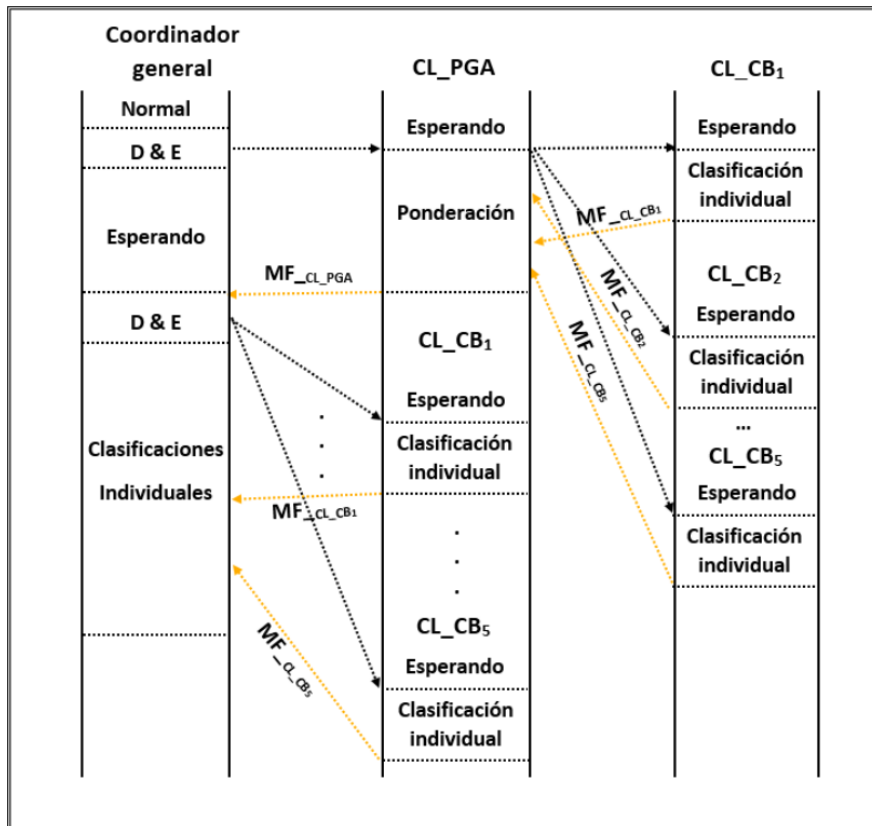 Coordinador
general
Normal
D & E
Esperando
D & E
Clasificaciones
Individuales
MF_CL_PGA
MF_CL_CB₁
MF_CL_CB₅
CL_PGA
Esperando
Ponderación
CL_CB₁
Esperando
Clasificación
individual
CL_CB₅
Esperando
Clasificación
individual
MF_CL_CB₁
MF_CL_CB₂
MF_CL_CB₅
CL_CB₁
Esperando
Clasificación
individual
CL_CB₂
Esperando
Clasificación
individual
...
CL_CB₅
Esperando
Clasificación
individual